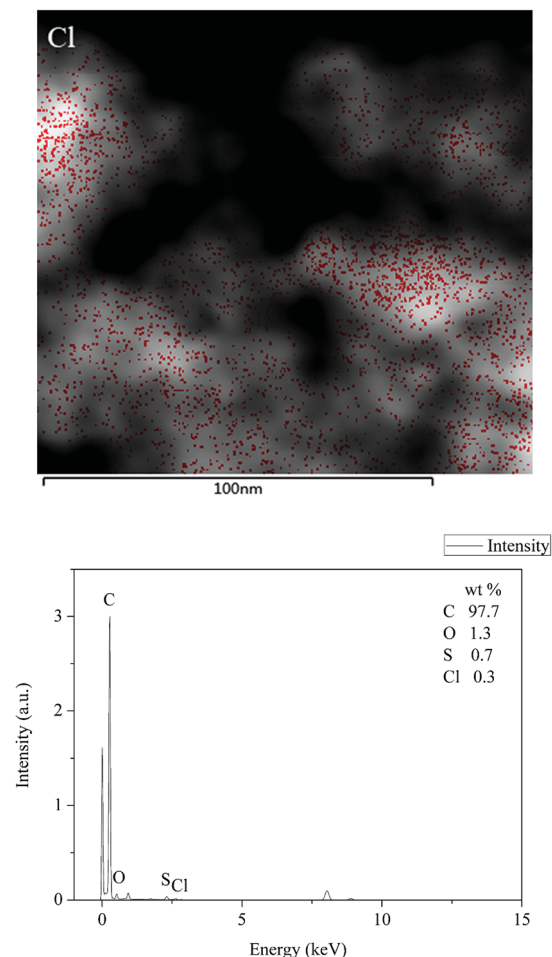 Cl
100nm
Intensity
wt %
C 97.7
O 1.3
S 0.7
Cl 0.3
C
O
S
Cl
3
2
1
0
Intensity (a.u.)
0 5 10 15
Energy (keV)